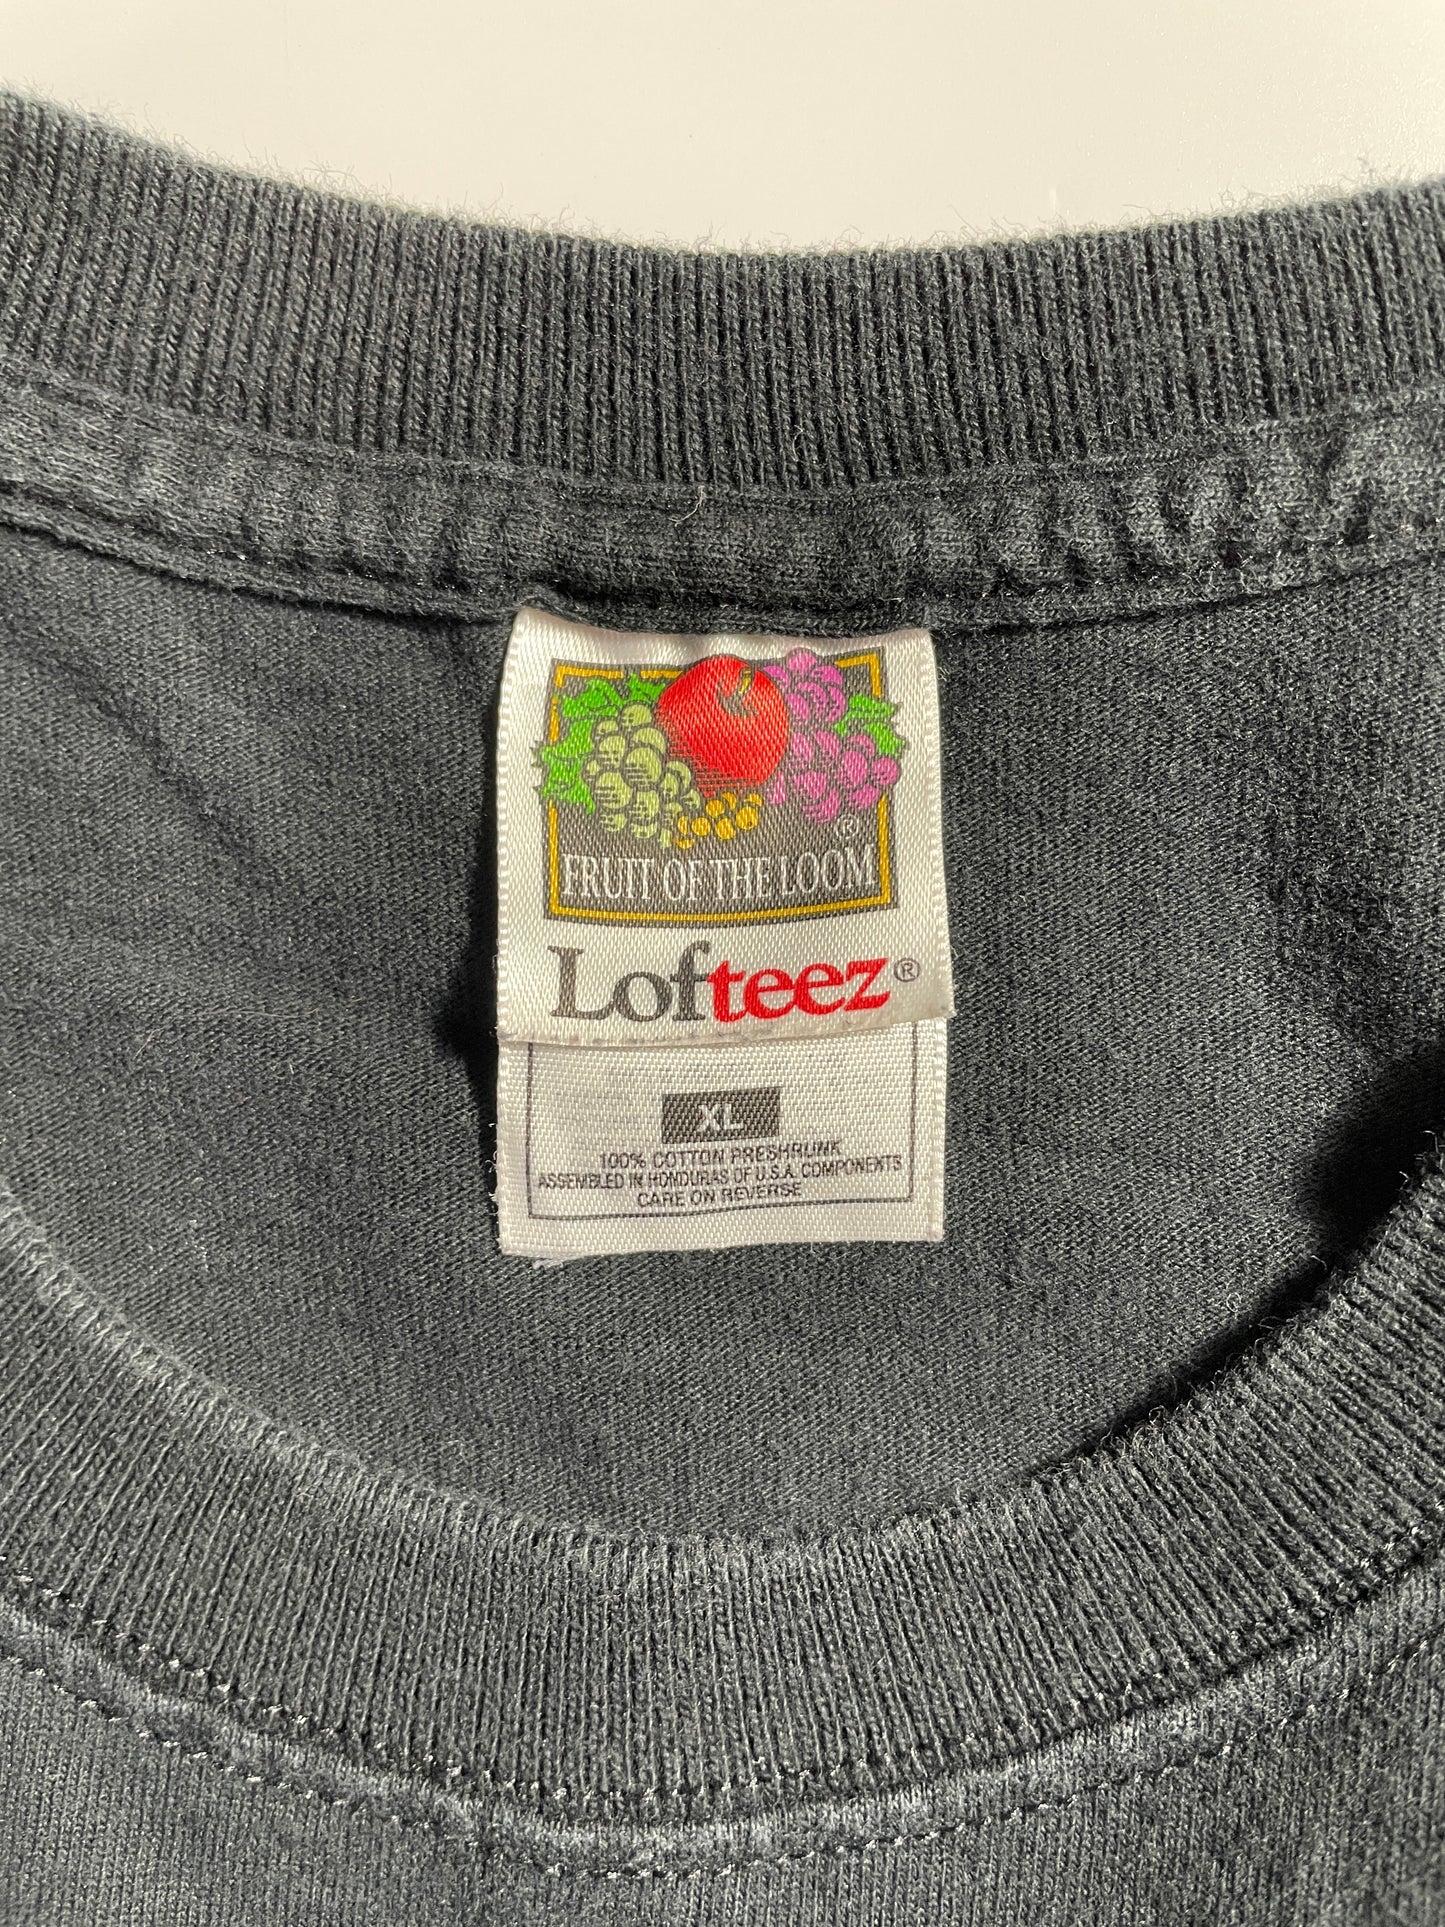 ®
FRUIT OF THE LOOM
Lofteez®
XL
100% COTTON PRESHRUNK
ASSEMBLED IN HONDURAS OF U.S.A. COMPONENTS
CARE ON REVERSE